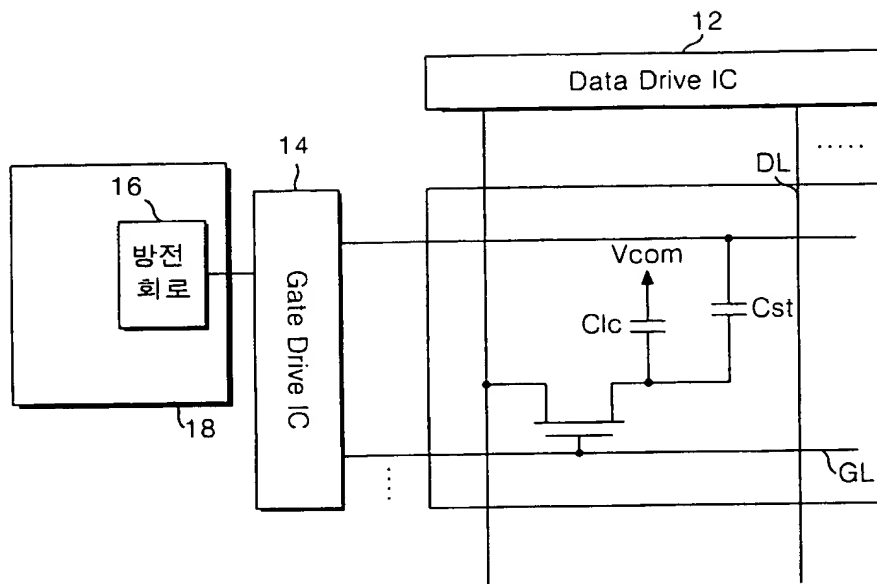 12
Data Drive IC
14
16
DL
방전
회로
Gate Drive IC
Vcom
Clc
Cst
18
GL